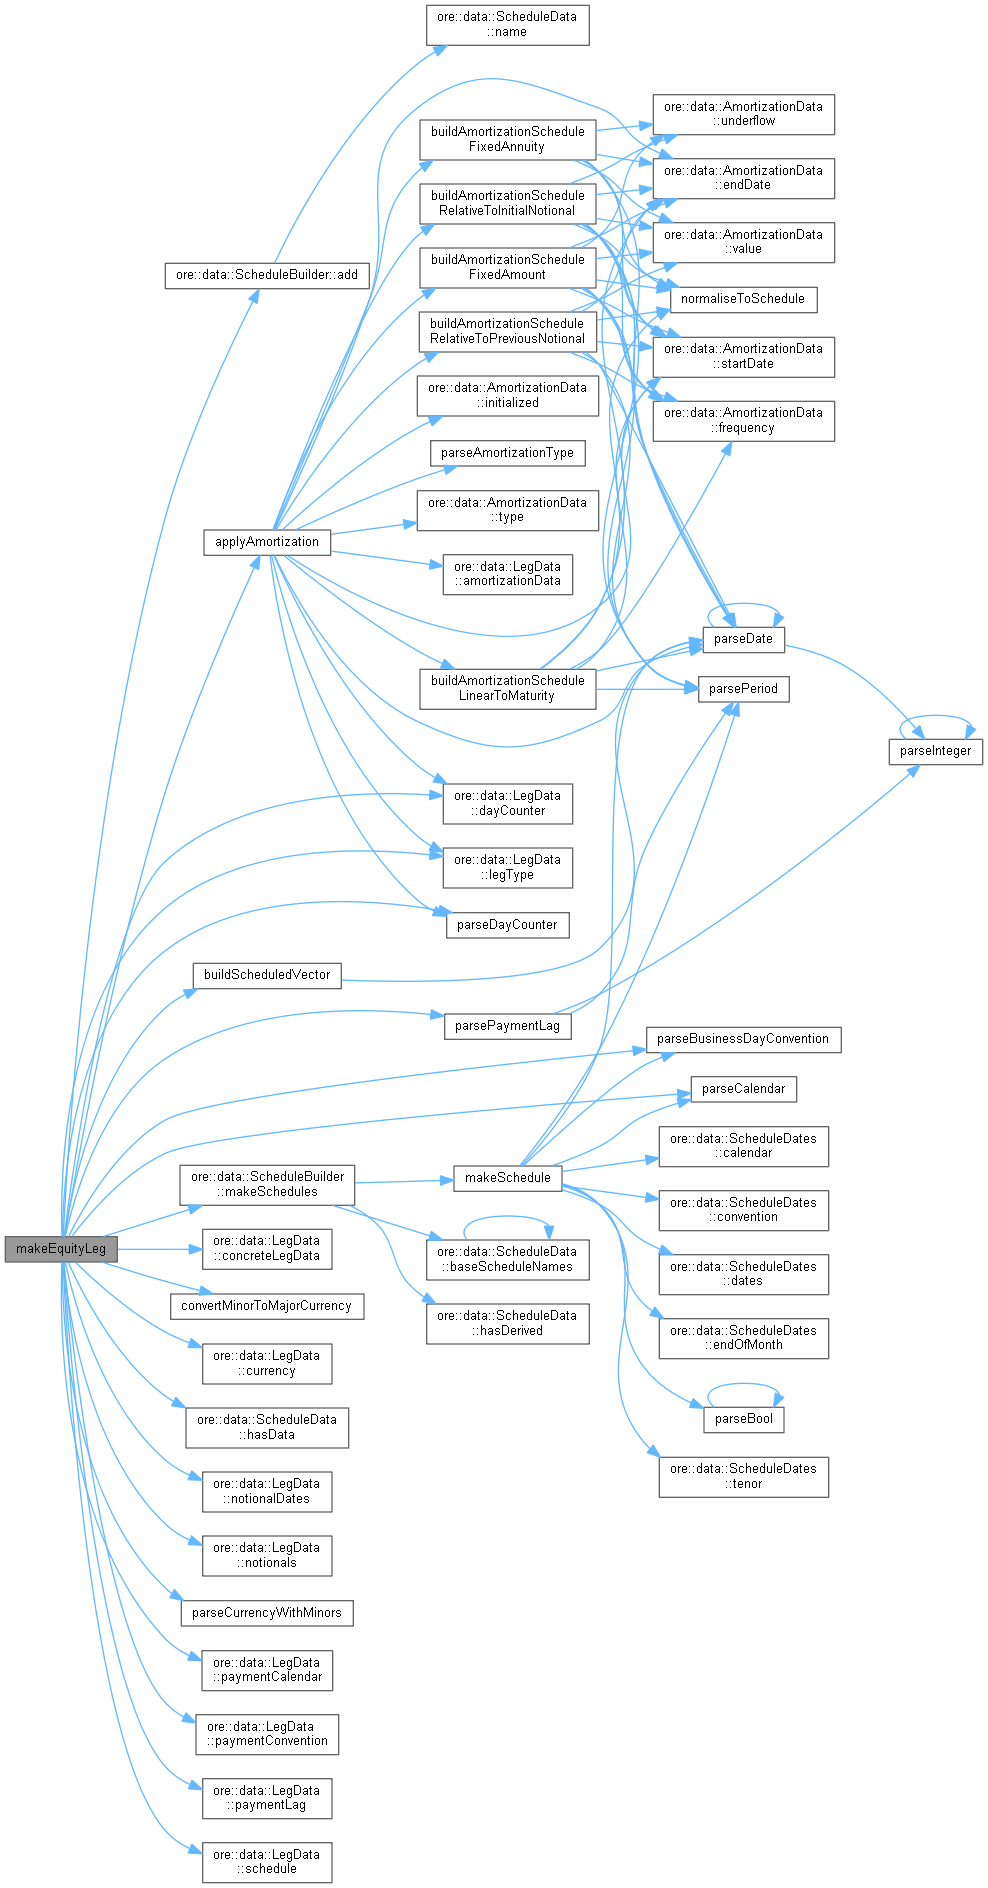 ore::data::ScheduleData
::name
ore::data::AmortizationData
::underflow
buildAmortizationSchedule
FixedAnnuity
ore::data::AmortizationData
::endDate
buildAmortizationSchedule
RelativeToInitialNotional
ore::data::AmortizationData
::value
buildAmortizationSchedule
FixedAmount
ore::data::ScheduleBuilder::add
normaliseToSchedule
buildAmortizationSchedule
RelativeToPreviousNotional
ore::data::AmortizationData
::startDate
ore::data::AmortizationData
::initialized
ore::data::AmortizationData
::frequency
parseAmortizationType
ore::data::AmortizationData
::type
applyAmortization
ore::data::LegData
::amortizationData
parseDate
buildAmortizationSchedule
LinearToMaturity
parsePeriod
parseInteger
ore::data::LegData
::dayCounter
ore::data::LegData
::legType
parseDayCounter
buildScheduledVector
parsePaymentLag
parseBusinessDayConvention
parseCalendar
ore::data::ScheduleDates
::calendar
ore::data::ScheduleBuilder
::makeSchedules
makeSchedule
ore::data::ScheduleDates
::convention
makeEquityLeg
ore::data::LegData
::concreteLegData
ore::data::ScheduleData
::baseScheduleNames
ore::data::ScheduleDates
::dates
convertMinorToMajorCurrency
ore::data::ScheduleData
::hasDerived
ore::data::ScheduleDates
::endOfMonth
ore::data::LegData
::currency
ore::data::ScheduleData
::hasData
parseBool
ore::data::LegData
::notionalDates
ore::data::ScheduleDates
::tenor
ore::data::LegData
::notionals
parseCurrencyWithMinors
ore::data::LegData
::paymentCalendar
ore::data::LegData
::paymentConvention
ore::data::LegData
::paymentLag
ore::data::LegData
::schedule